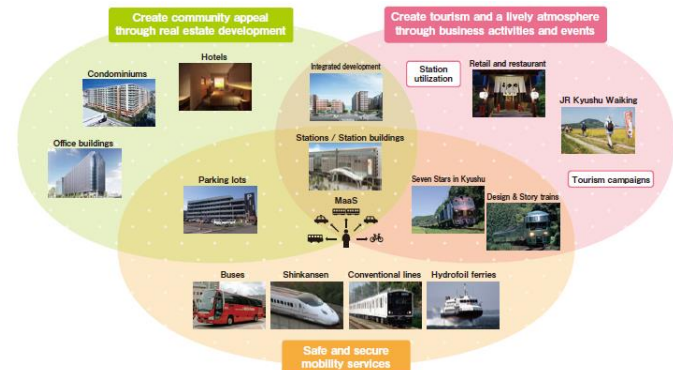 Create community appeal
through real estate development
Create tourism and a lively atmosphere
through business activities and events
Hotels
Condominiums
Integrated development
Station
utilization
Retail and restaurant
JR Kyushu Waiking
Office buildings
Stations / Station buildings
Parking lots
Seven Stars in Kyushu
Tourism campaigns
Design & Story trains
MaaS
Buses
Shinkansen
Conventional lines
Hydrofoil ferries
Safe and secure
mobility services